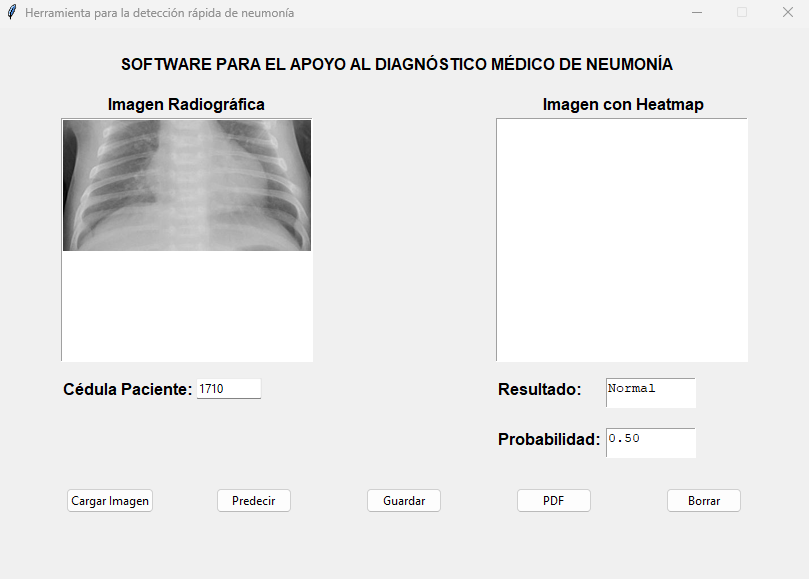 Herramienta para la detección rápida de neumonía
SOFTWARE PARA EL APOYO AL DIAGNÓSTICO MÉDICO DE NEUMONÍA
Imagen Radiográfica
Imagen con Heatmap
Cédula Paciente: 1710
Resultado: Normal
Probabilidad: 0.50
Cargar Imagen Predecir Guardar PDF Borrar